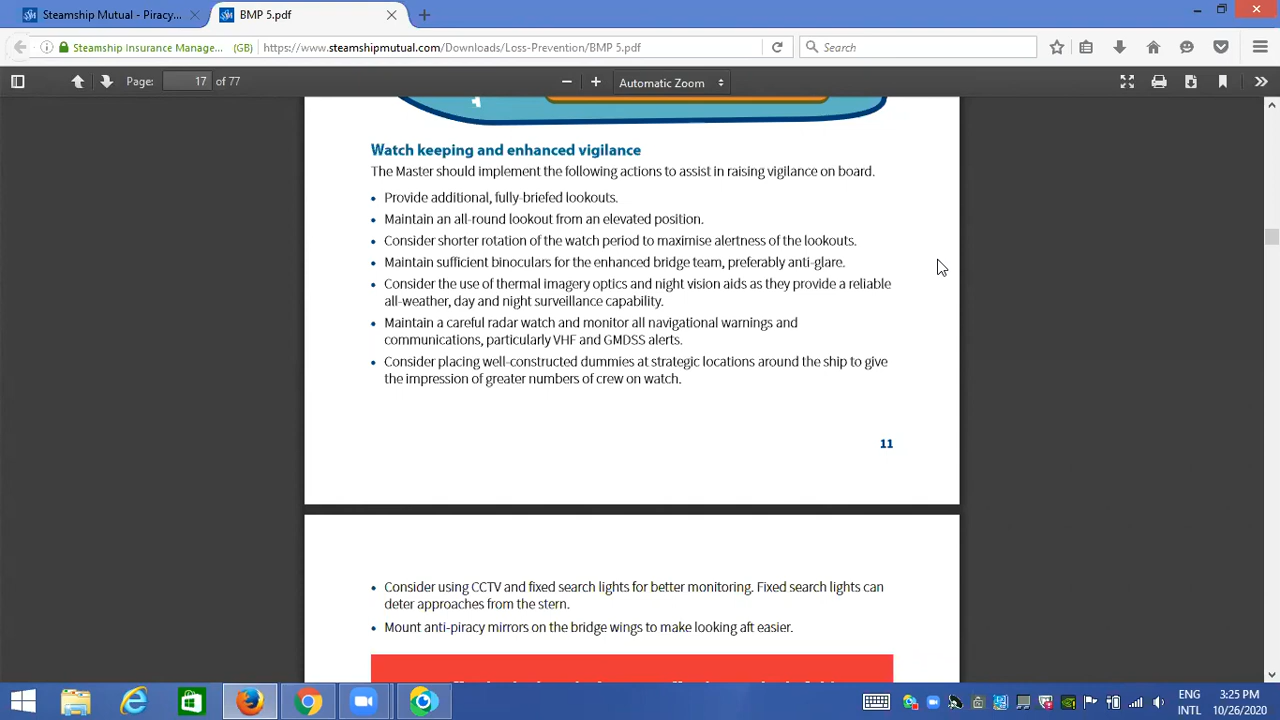 Steamship Mutual - Piracy...
BMP 5.pdf
Steamship Insurance Manage... (GB)
https://www.steamshipmutual.com/Downloads/Loss-Prevention/BMP 5.pdf
Search
Page: 17 of 77
Automatic Zoom
Watch keeping and enhanced vigilance
The Master should implement the following actions to assist in raising vigilance on board.
• Provide additional, fully-briefed lookouts.
• Maintain an all-round lookout from an elevated position.
• Consider shorter rotation of the watch period to maximise alertness of the lookouts.
• Maintain sufficient binoculars for the enhanced bridge team, preferably anti-glare.
• Consider the use of thermal imagery optics and night vision aids as they provide a reliable
all-weather, day and night surveillance capability.
• Maintain a careful radar watch and monitor all navigational warnings and
communications, particularly VHF and GMDSS alerts.
• Consider placing well-constructed dummies at strategic locations around the ship to give
the impression of greater numbers of crew on watch.
11
• Consider using CCTV and fixed search lights for better monitoring. Fixed search lights can
deter approaches from the stern.
• Mount anti-piracy mirrors on the bridge wings to make looking aft easier.
ENG
INTL
3:25 PM
10/26/2020